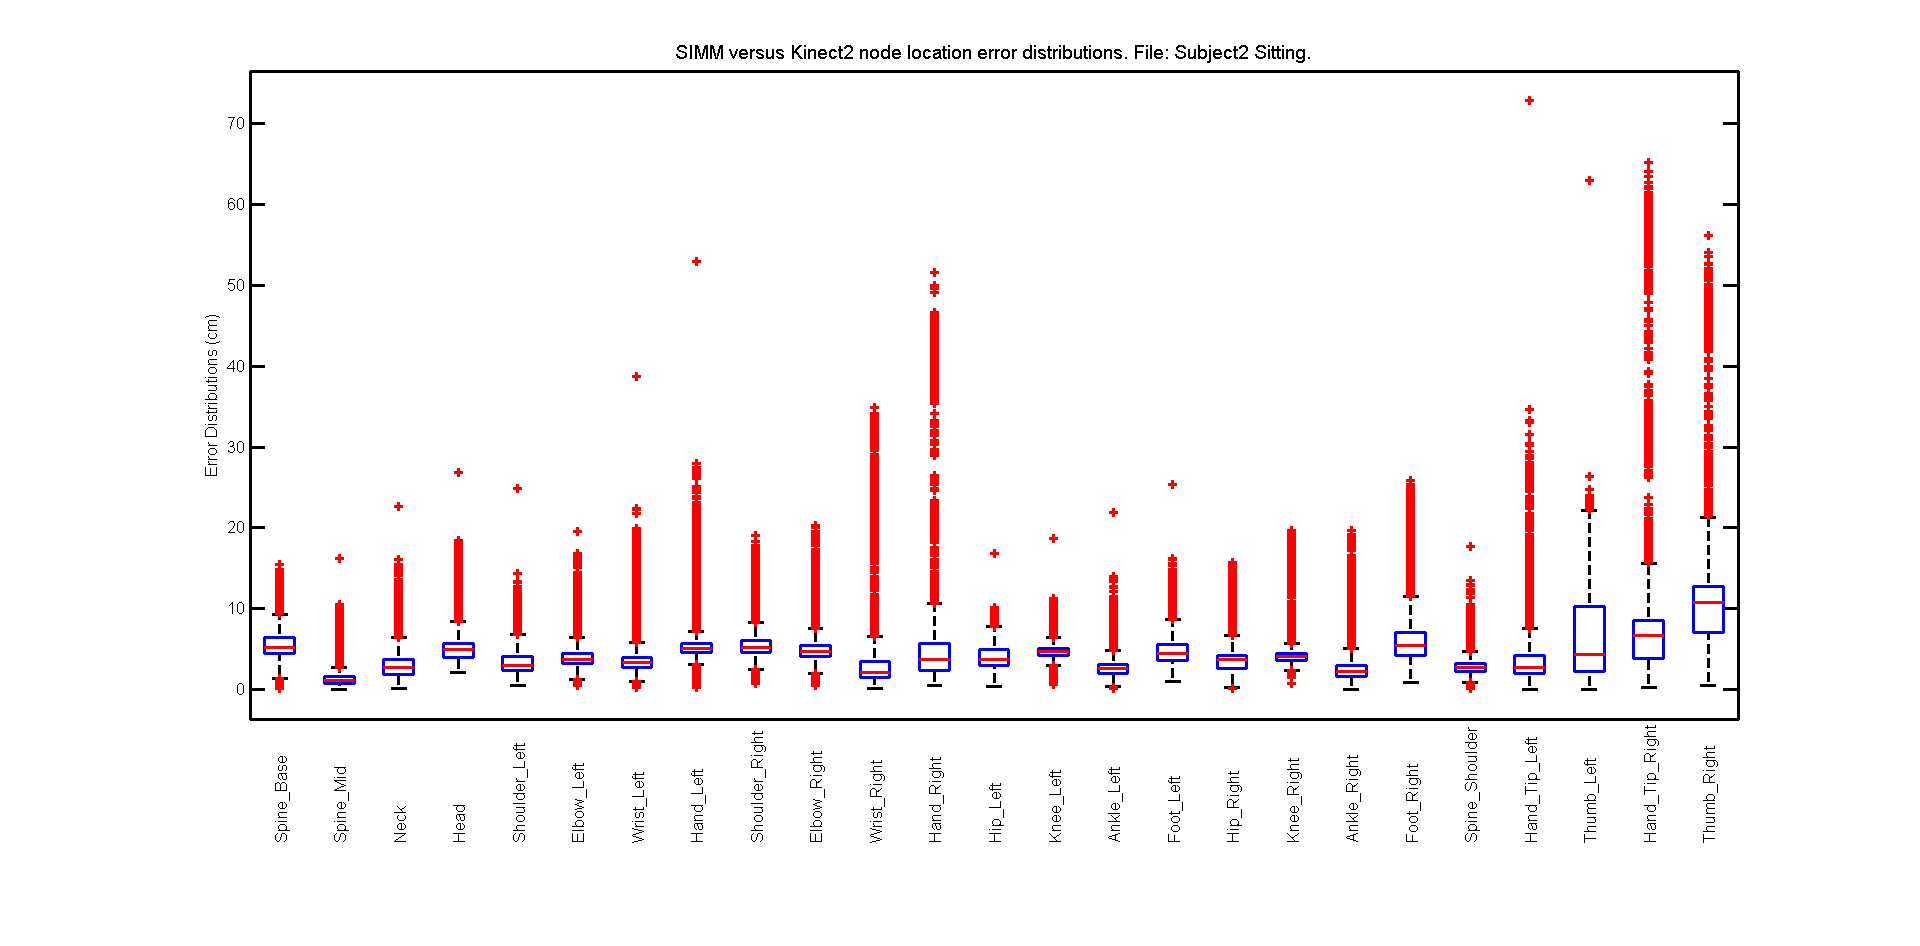 SIMM versus Kinect2 node location error distributions. File: Subject2 Sitting.
Error Distributions (cm)
70
60
50
40
30
20
10
0
Spine_Base
Spine_Mid
Neck
Head
Shoulder_Left
Elbow_Left
Wrist_Left
Hand_Left
Shoulder_Right
Elbow_Right
Wrist_Right
Hand_Right
Hip_Left
Knee_Left
Ankle_Left
Foot_Left
Hip_Right
Knee_Right
Ankle_Right
Foot_Right
Spine_Shoulder
Hand_Tip_Left
Thumb_Left
Hand_Tip_Right
Thumb_Right